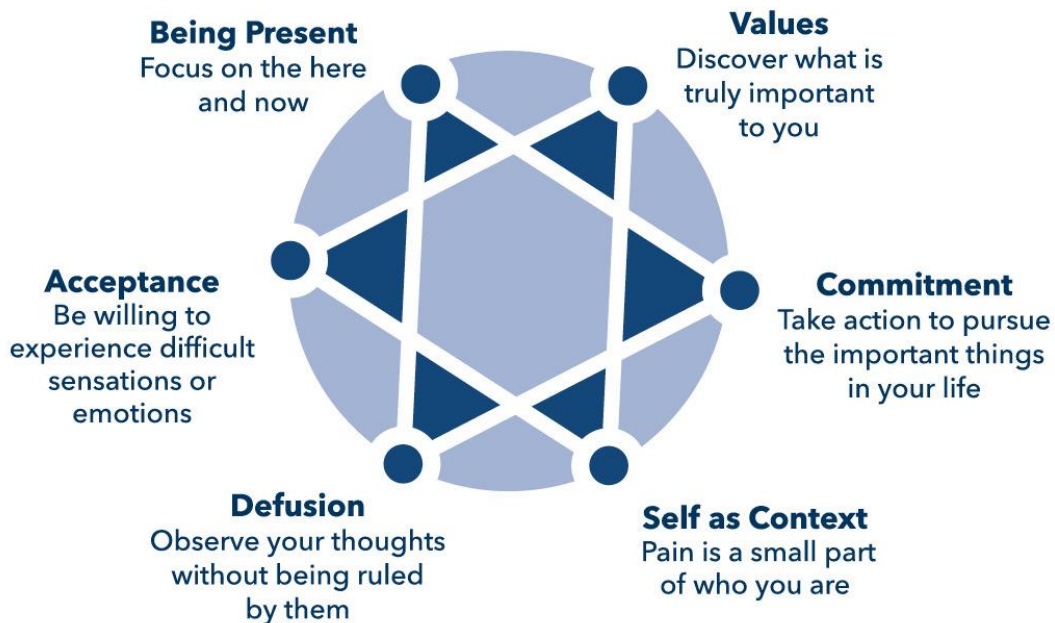 Being Present
Focus on the here
and now
Values
Discover what is
truly important
to you
Acceptance
Be willing to
experience difficult
sensations or
emotions
Commitment
Take action to pursue
the important things
in your life
Defusion
Observe your thoughts
without being ruled
by them
Self as Context
Pain is a small part
of who you are